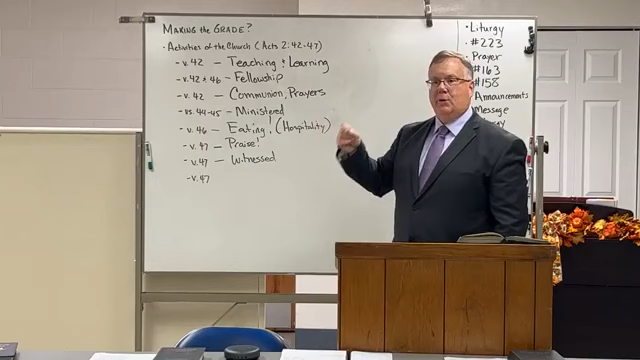 Making the Grade?
• Activities of the Church (Acts 2:42-47)
- v. 42 — Teaching & Learning
- v. 42 & 46 - Fellowship
- v. 42 — Communion, Prayers
- vs. 44-45 - Ministered
- v. 46 — Eating! (Hospitality)
- v. 47 — Praise!
- v. 47 — Witnessed
- v. 47
• Liturgy
• #223
• Prayer
#163
#158
Announcements
Message